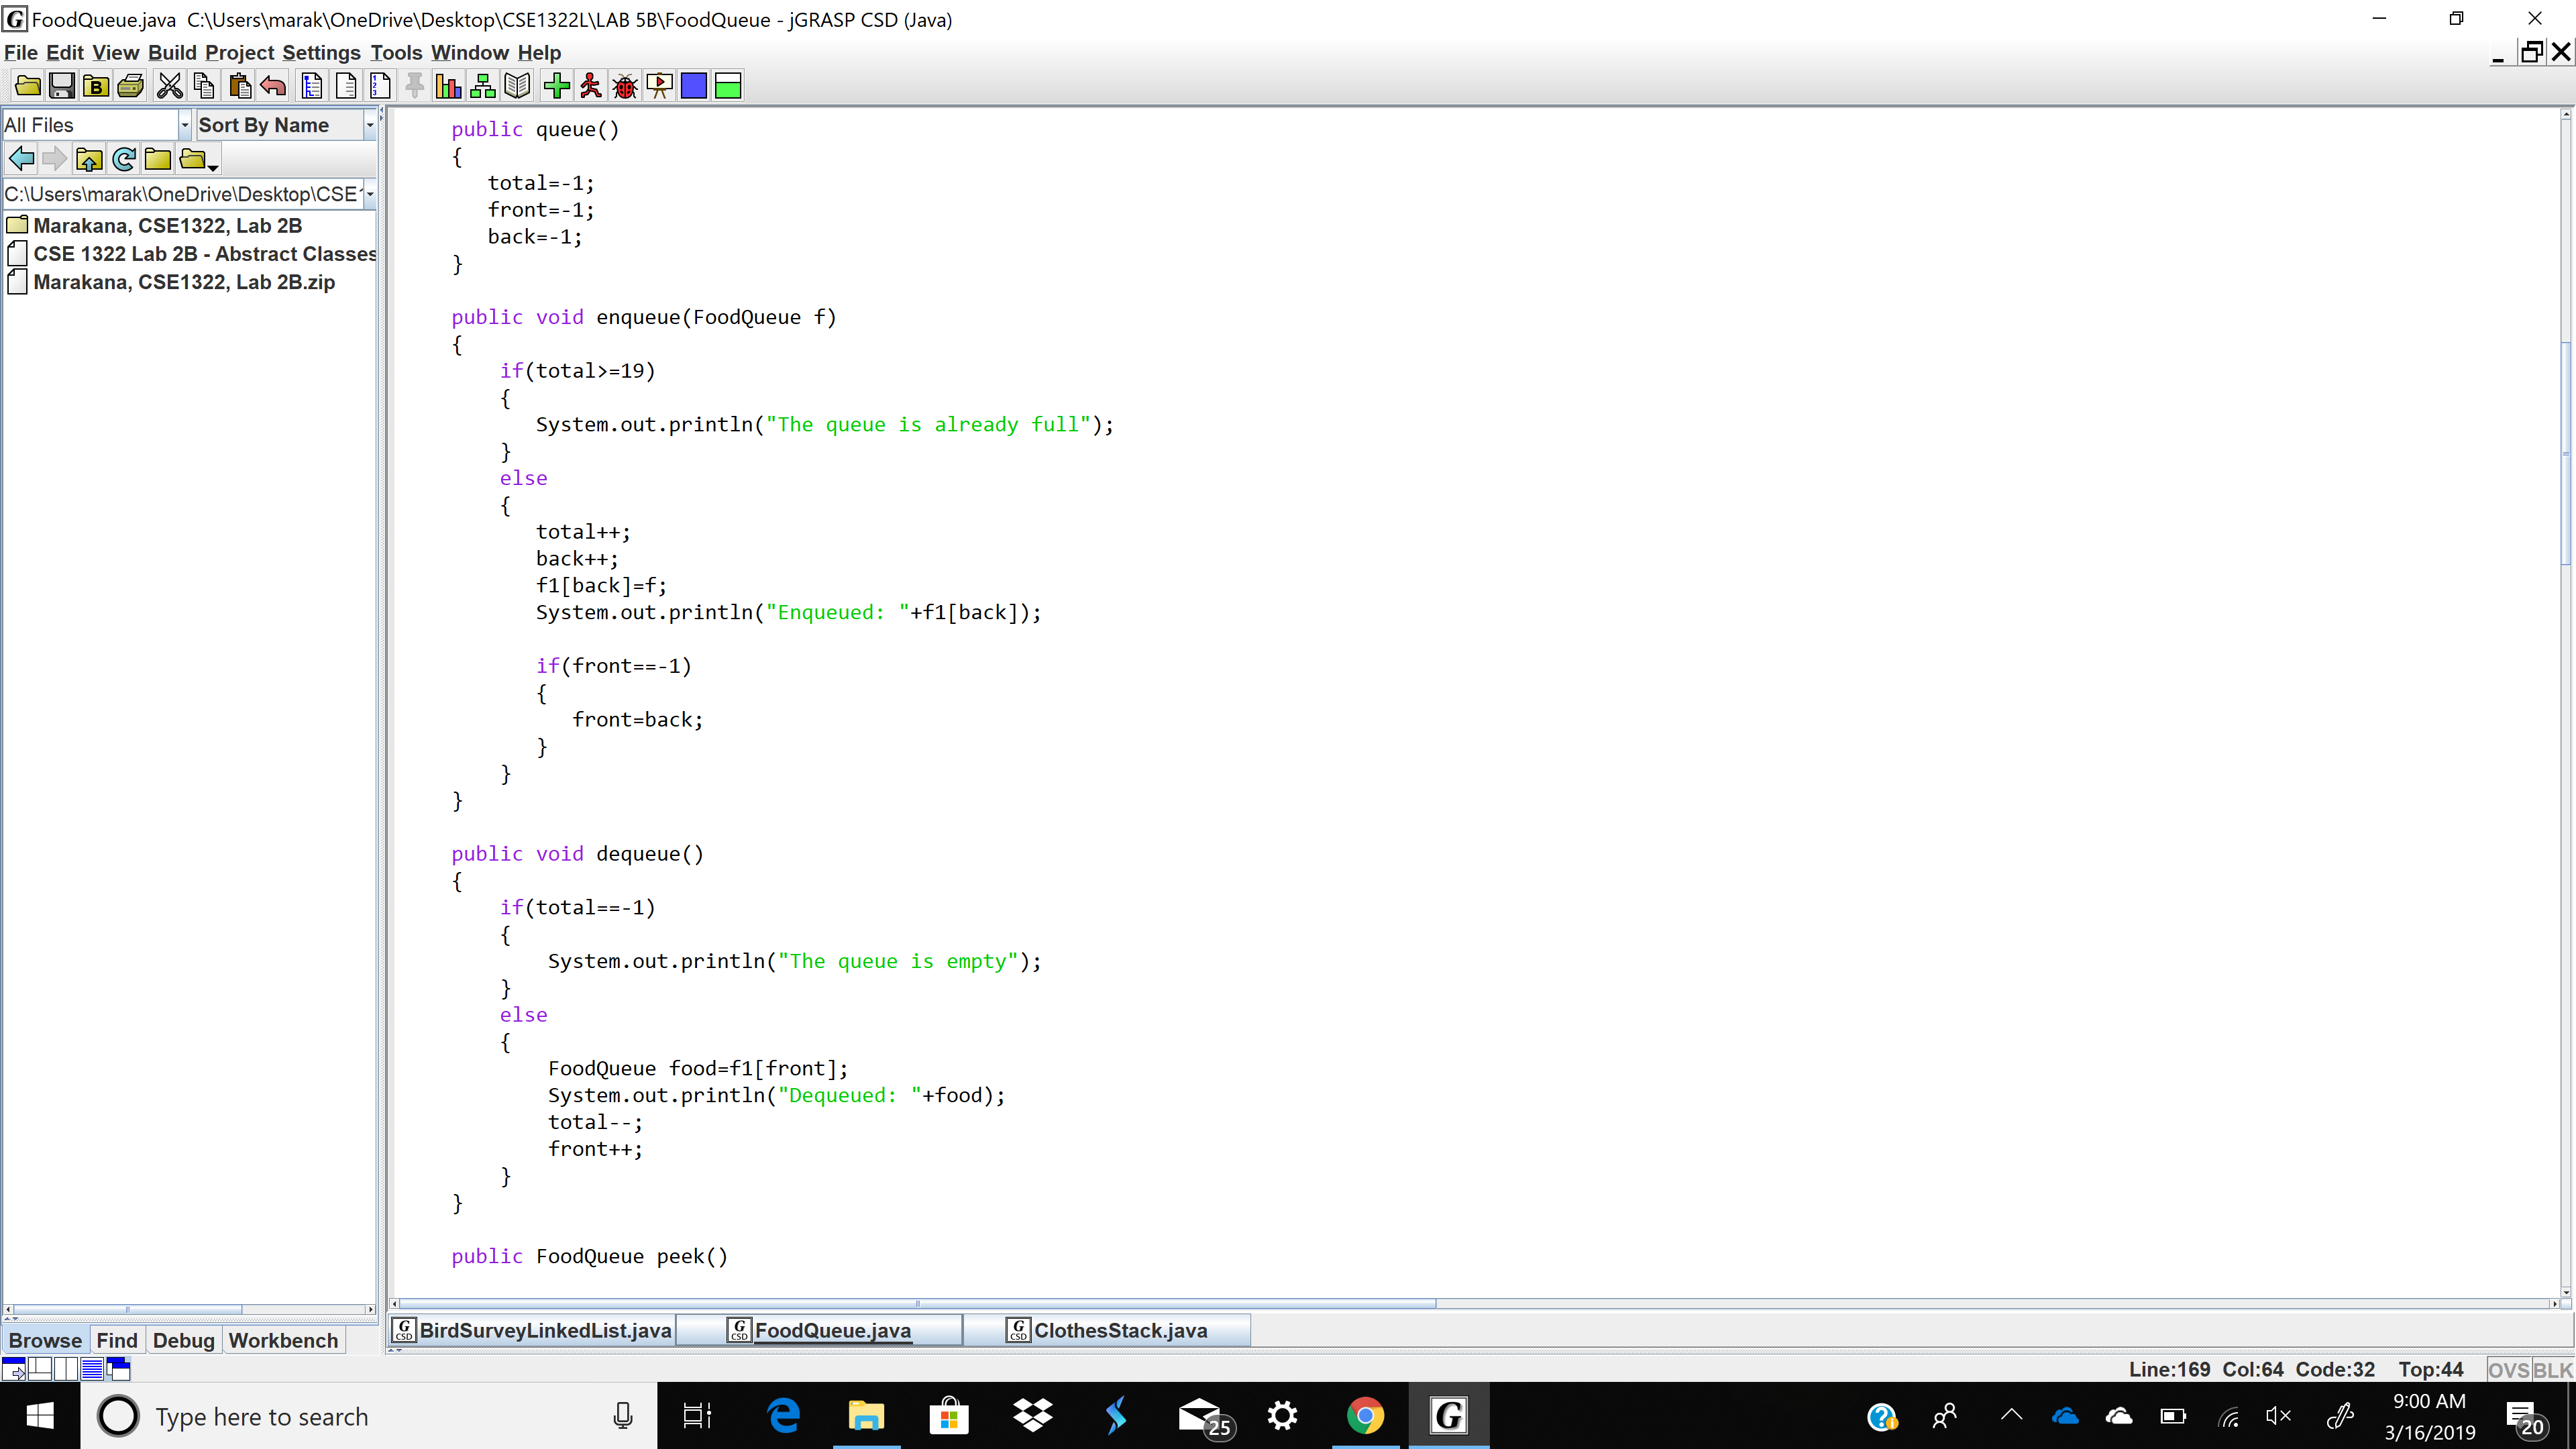 FoodQueue.java C:\Users\marak\OneDrive\Desktop\CSE1322L\LAB 5B\FoodQueue - jGRASP CSD (Java)
File Edit View Build Project Settings Tools Window Help
All Files
Sort By Name
C:\Users\marak\OneDrive\Desktop\CSE1
Marakana, CSE1322, Lab 2B
CSE 1322 Lab 2B - Abstract Classes
Marakana, CSE1322, Lab 2B.zip
public queue()
{
total=-1;
front=-1;
back=-1;
}
public void enqueue(FoodQueue f)
{
if(total>=19)
{
System.out.println("The queue is already full");
}
else
{
total++;
back++;
f1[back]=f;
System.out.println("Enqueued: "+f1[back]);
if(front==-1)
{
front=back;
}
}
}
public void dequeue()
{
if(total==-1)
{
System.out.println("The queue is empty");
}
else
{
FoodQueue food=f1[front];
System.out.println("Dequeued: "+food);
total--;
front++;
}
}
public FoodQueue peek()
BirdSurveyLinkedList.java
FoodQueue.java
ClothesStack.java
Browse Find Debug Workbench
Line:169 Col:64 Code:32 Top:44 OVS BLK
Type here to search
25
9:00 AM
3/16/2019
20